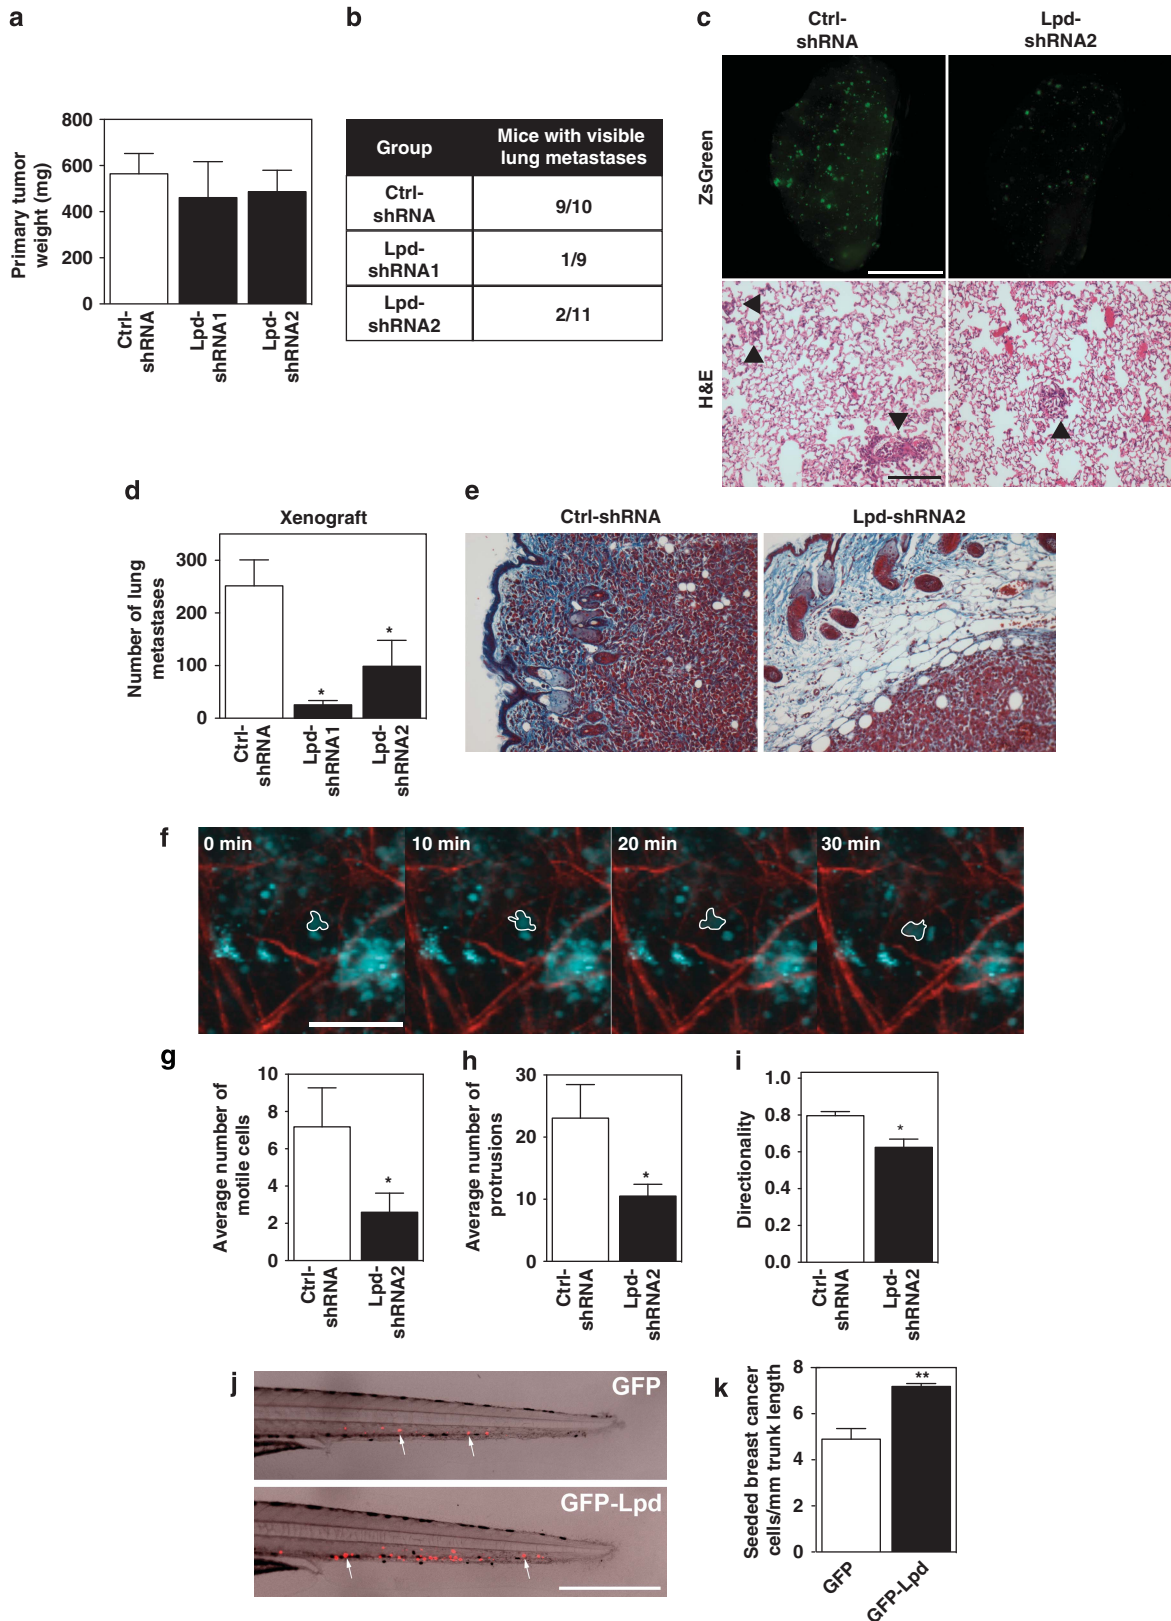 a
Primary tumor
weight (mg)
800
600
400
200
0
Ctrl-
shRNA
Lpd-
shRNA1
Lpd-
shRNA2
b
Group
Mice with visible
lung metastases
Ctrl-
shRNA
9/10
Lpd-
shRNA1
1/9
Lpd-
shRNA2
2/11
c
Ctrl-
shRNA
Lpd-
shRNA2
ZsGreen
H&E
d
Xenograft
Number of lung
metastases
300
200
100
0
*
*
Ctrl-
shRNA
Lpd-
shRNA1
Lpd-
shRNA2
e
Ctrl-shRNA
Lpd-shRNA2
f
0 min
10 min
20 min
30 min
g
Average number of
motile cells
10
8
6
4
2
0
*
Ctrl-
shRNA
Lpd-
shRNA2
h
Average number of
protrusions
30
20
10
0
*
Ctrl-
shRNA
Lpd-
shRNA2
i
Directionality
1.0
0.8
0.6
0.4
0.2
0.0
*
Ctrl-
shRNA
Lpd-
shRNA2
j
GFP
GFP-Lpd
k
Seeded breast cancer
cells/mm trunk length
8
6
4
2
0
**
GFP
GFP-Lpd